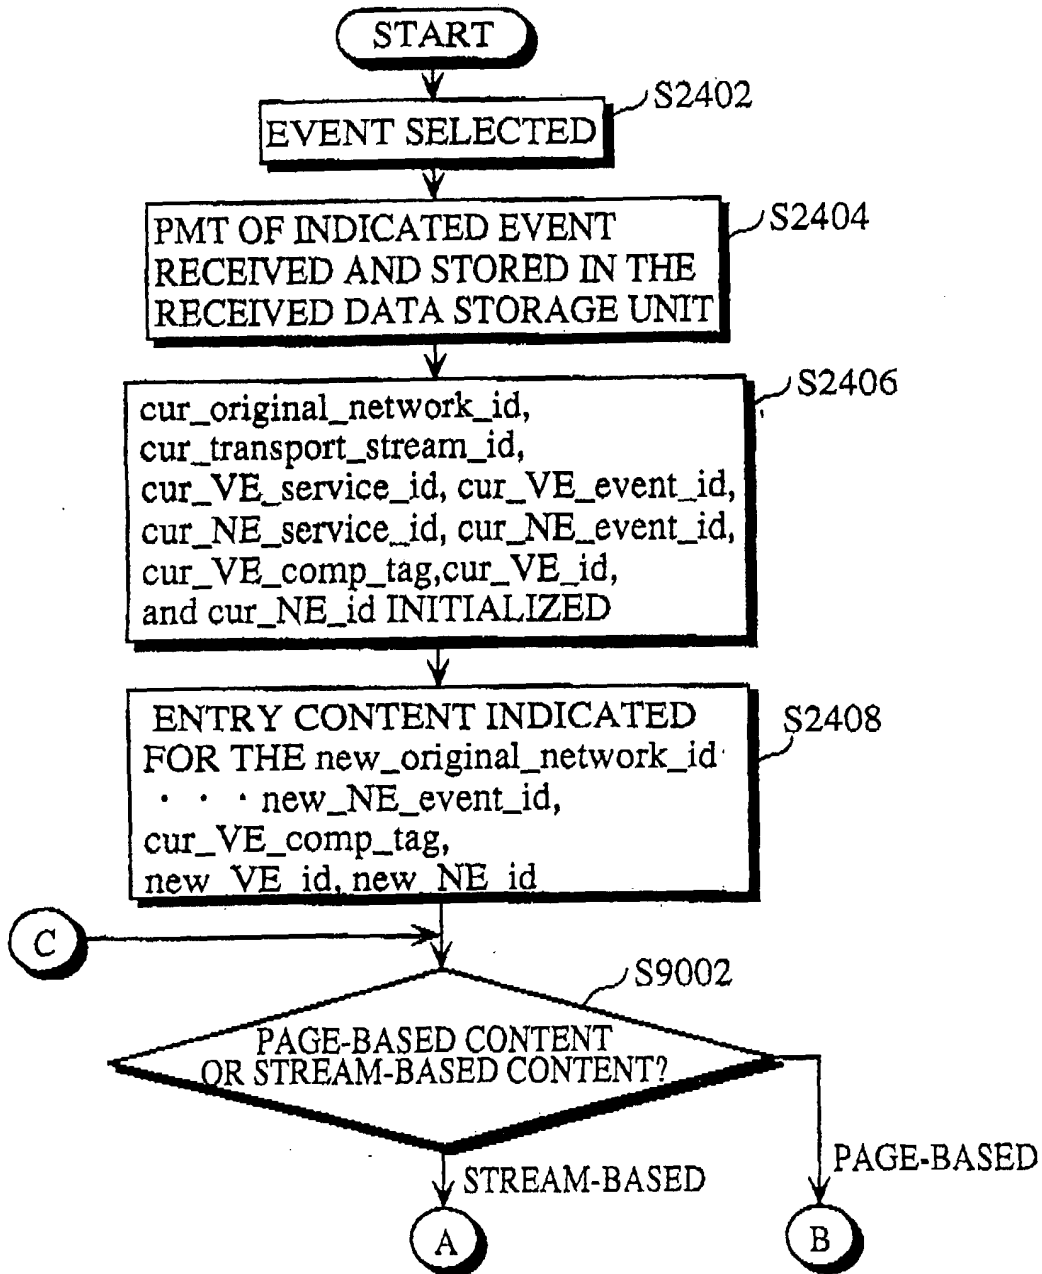 START
EVENT SELECTED
S2402
PMT OF INDICATED EVENT
RECEIVED AND STORED IN THE
RECEIVED DATA STORAGE UNIT
S2404
cur_original_network_id,
cur_transport_stream_id,
cur_VE_service_id, cur_VE_event_id,
cur_NE_service_id, cur_NE_event_id,
cur_VE_comp_tag,cur_VE_id,
and cur_NE_id INITIALIZED
S2406
ENTRY CONTENT INDICATED
FOR THE new_original_network_id
· · · new_NE_event_id,
cur_VE_comp_tag,
new_VE_id, new_NE_id
S2408
C
S9002
PAGE-BASED CONTENT
OR STREAM-BASED CONTENT?
STREAM-BASED
PAGE-BASED
A
B